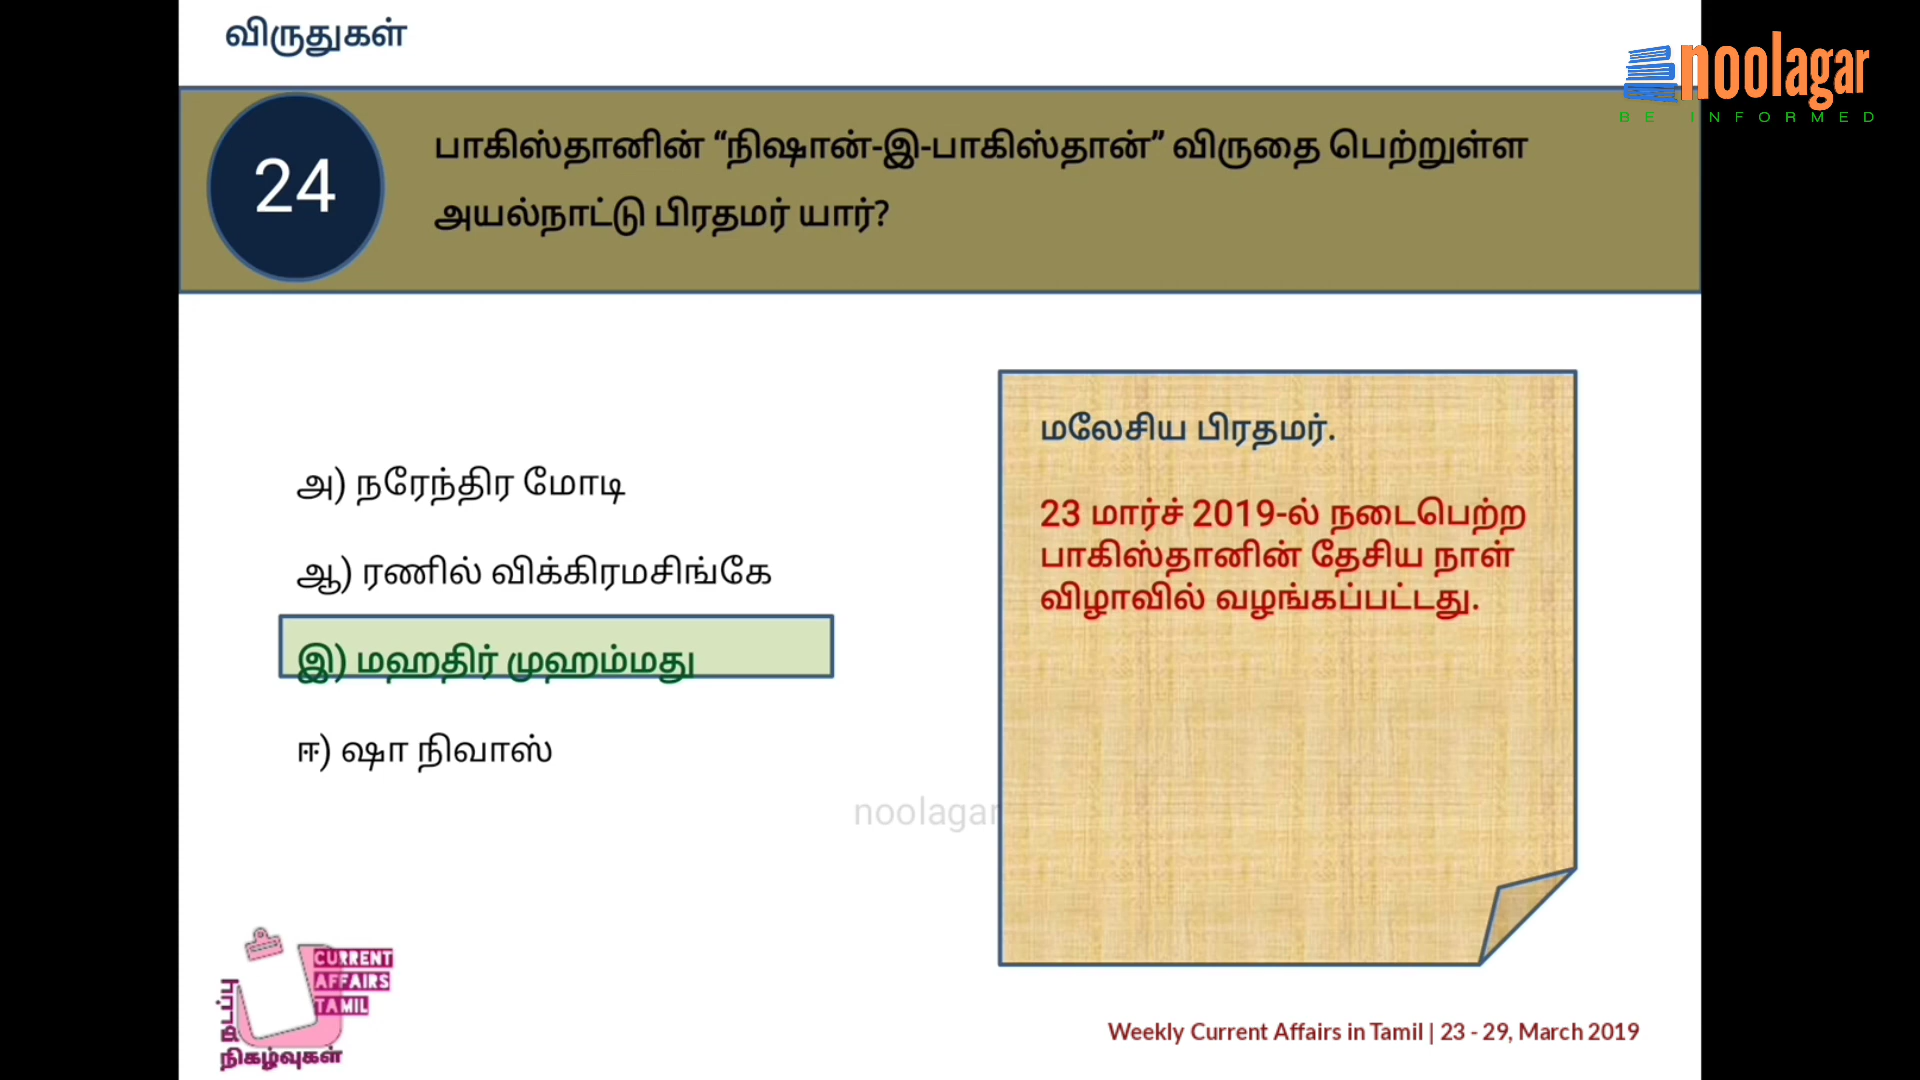 விருதுகள்
noolagar
BE INFORMED
24
பாகிஸ்தானின் “நிஷான்-இ-பாகிஸ்தான்” விருதை பெற்றுள்ள
அயல்நாட்டு பிரதமர் யார்?
அ) நரேந்திர மோடி
ஆ) ரணில் விக்கிரமசிங்கே
இ) மஹதிர் முஹம்மது
ஈ) ஷா நிவாஸ்
மலேசிய பிரதமர்.
23 மார்ச் 2019-ல் நடைபெற்ற
பாகிஸ்தானின் தேசிய நாள்
விழாவில் வழங்கப்பட்டது.
noolagar
CURRENT
AFFAIRS
TAMIL
நடப்பு
நிகழ்வுகள்
Weekly Current Affairs in Tamil | 23 - 29, March 2019